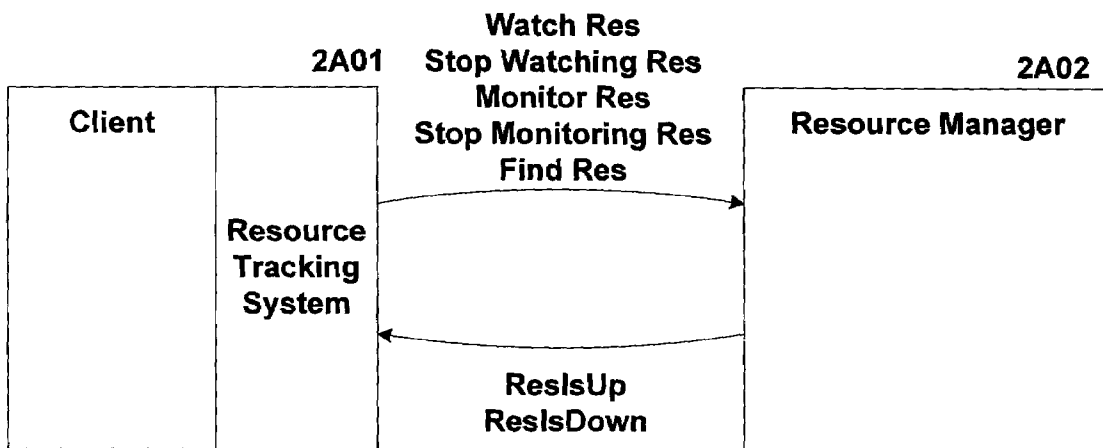 Watch Res
2A01
Stop Watching Res
2A02
Monitor Res
Client
Resource Manager
Stop Monitoring Res
Find Res
Resource
Tracking
System
ResIsUp
ResIsDown